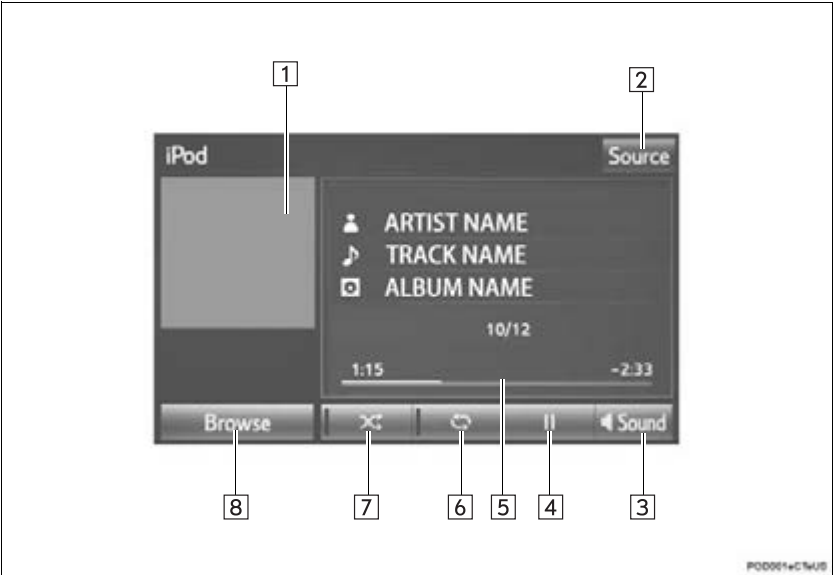 1
2
iPod
Source
ARTIST NAME
TRACK NAME
ALBUM NAME
10/12
1:15
-2:33
Browse
Sound
8
7
6
5
4
3